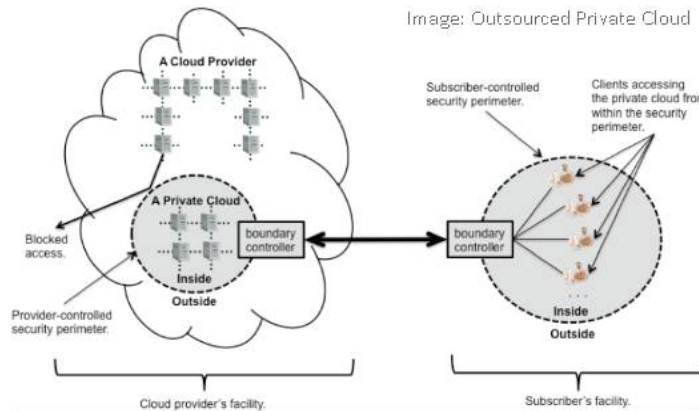 Image: Outsourced Private Cloud
A Cloud Provider
Subscriber-controlled
security perimeter.
Clients accessing
the private cloud from
within the security
perimeter.
A Private Cloud
Blocked
access.
boundary
controller
boundary
controller
Inside
Outside
Inside
Outside
Provider-controlled
security perimeter.
Cloud provider's facility.
Subscriber's facility.